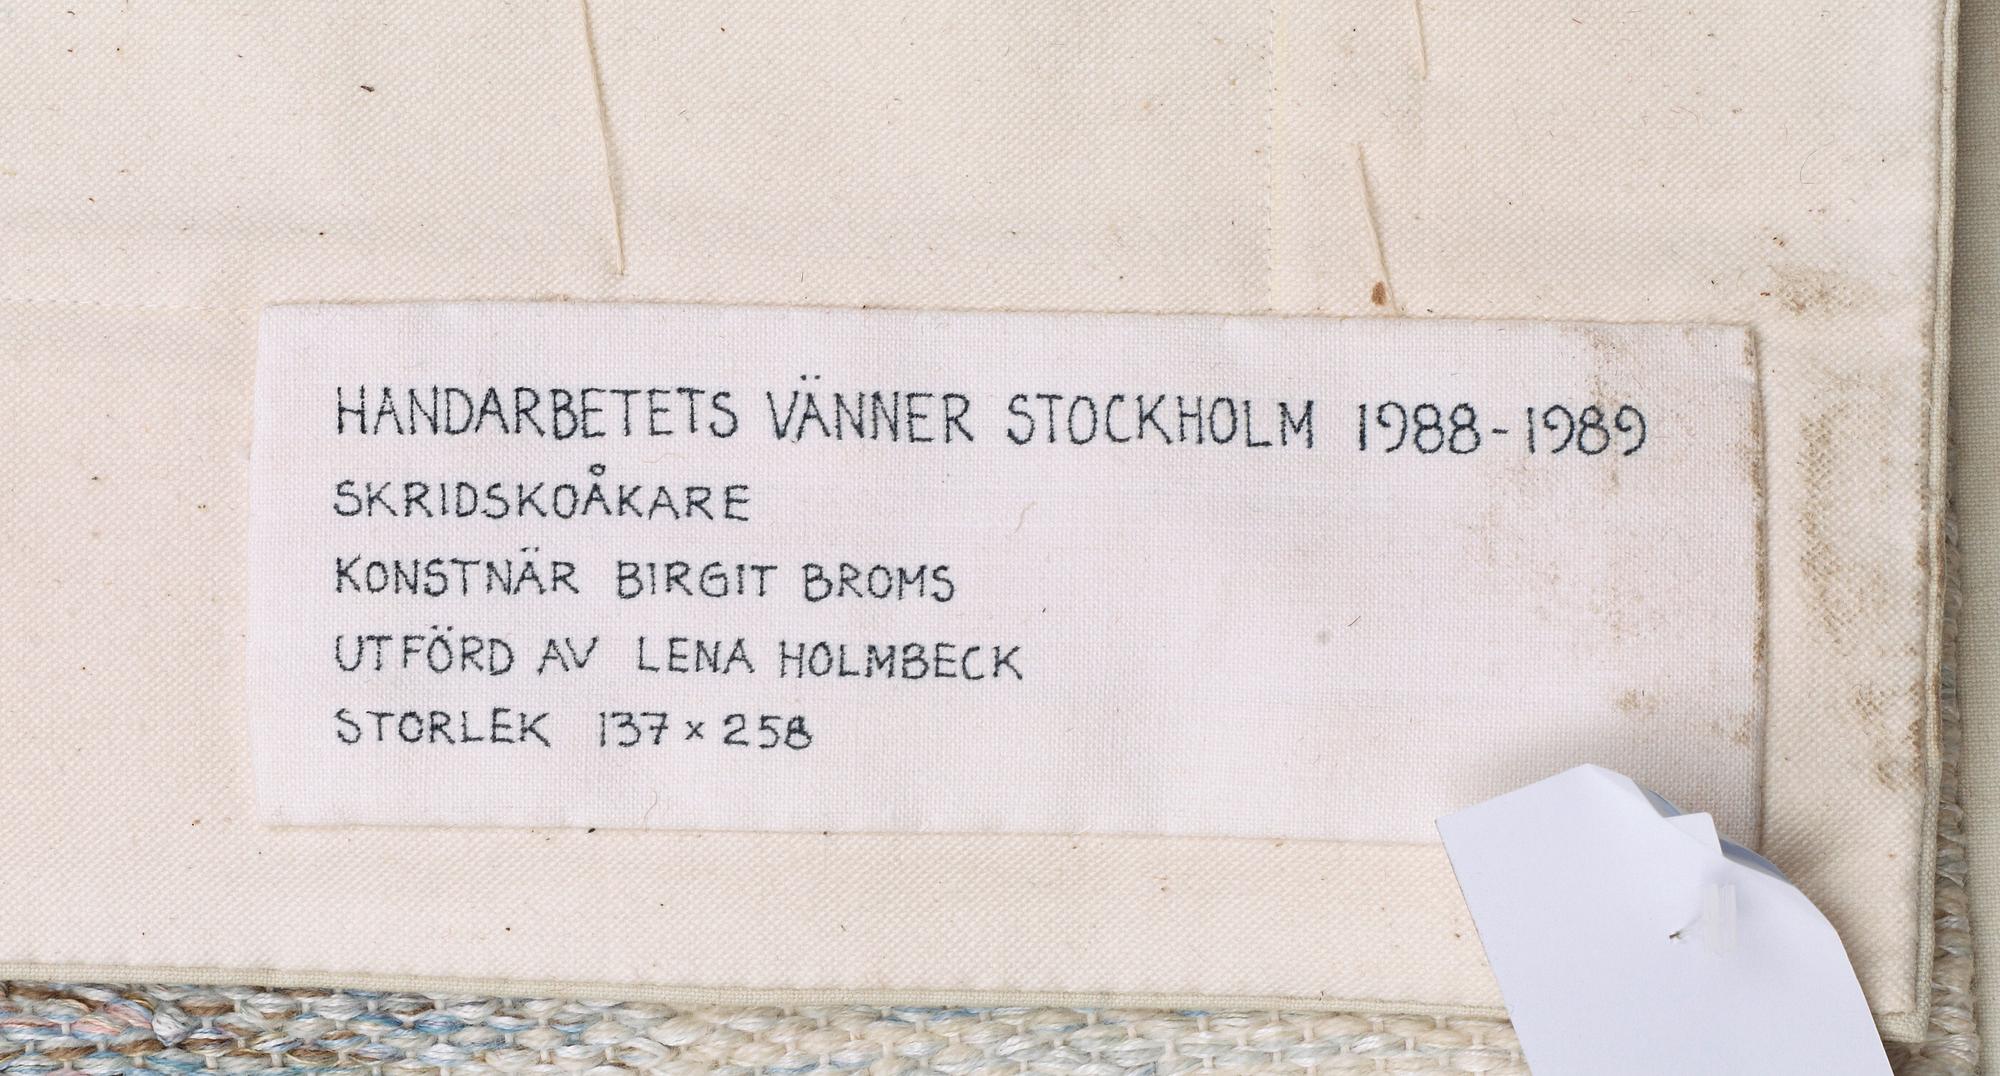 HANDARBETETS VÄNNER STOCKHOLM 1988-1989
SKRIDSKOÅKARE
KONSTNÄR BIRGIT BROMS
UTFÖRD AV LENA HOLMBECK
STORLEK 137 × 258